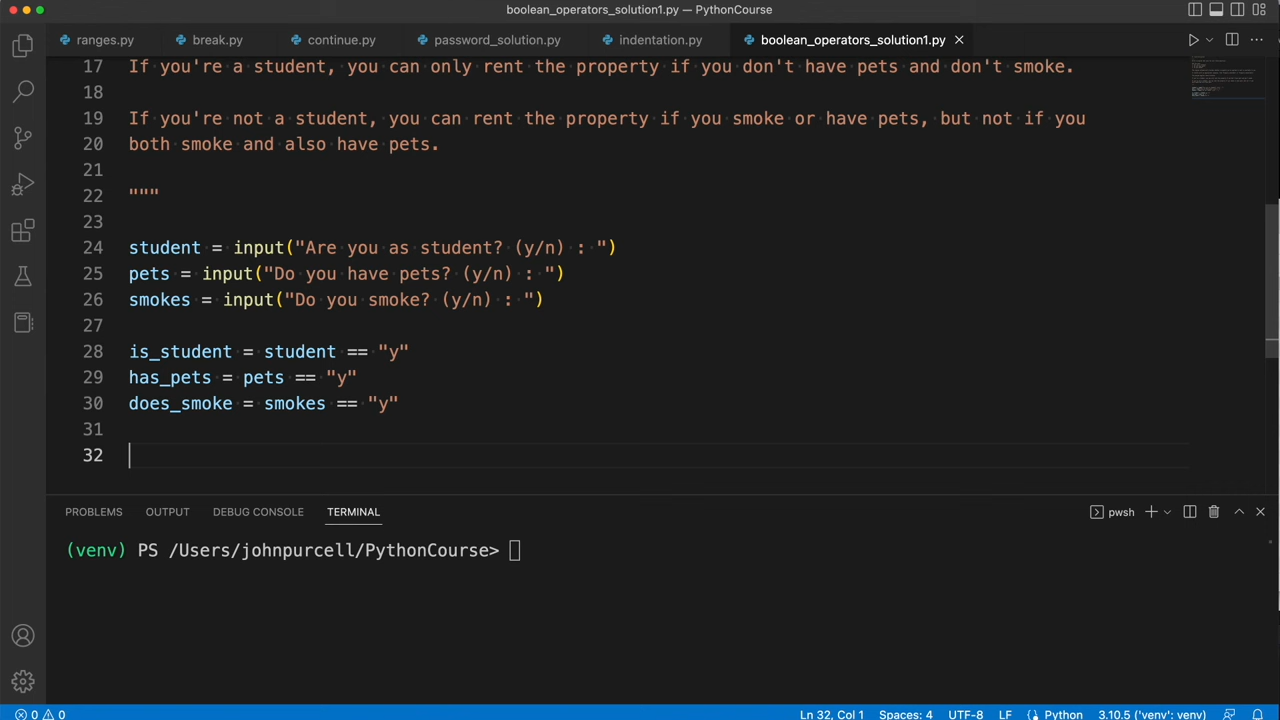 boolean_operators_solution1.py — PythonCourse
ranges.py break.py continue.py password_solution.py indentation.py boolean_operators_solution1.py
17 If you're a student, you can only rent the property if you don't have pets and don't smoke.
18
19 If you're not a student, you can rent the property if you smoke or have pets, but not if you
20 both smoke and also have pets.
21
22 """
23
24 student = input("Are you as student? (y/n) : ")
25 pets = input("Do you have pets? (y/n) : ")
26 smokes = input("Do you smoke? (y/n) : ")
27
28 is_student = student == "y"
29 has_pets = pets == "y"
30 does_smoke = smokes == "y"
31
32
PROBLEMS OUTPUT DEBUG CONSOLE TERMINAL pwsh
(venv) PS /Users/johnpurcell/PythonCourse>
0 0 Ln 32, Col 1 Spaces: 4 UTF-8 LF Python 3.10.5 ('venv': venv)